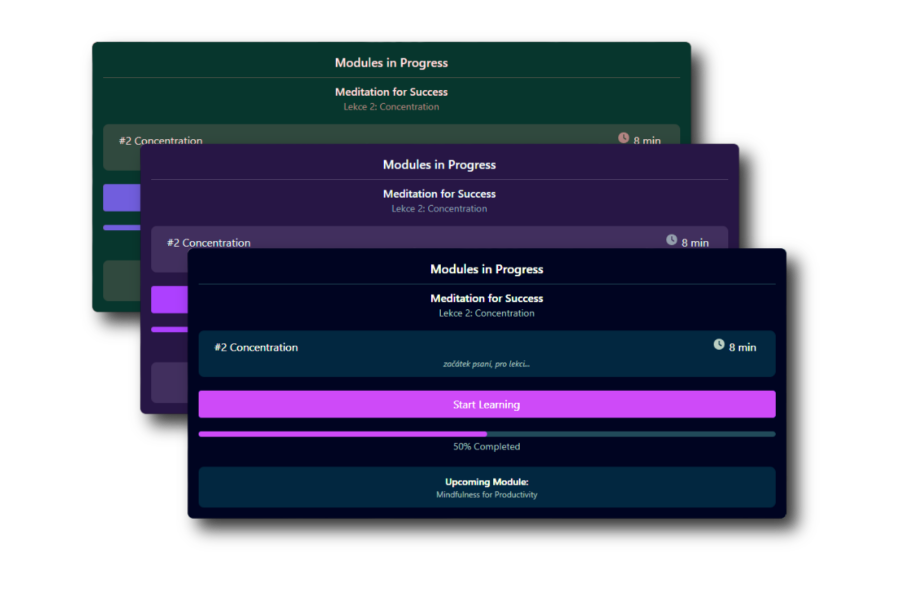 Modules in Progress
Meditation for Success
Lekce 2: Concentration
#2 Concentration
8 min
Modules in Progress
Meditation for Success
Lekce 2: Concentration
#2 Concentration
8 min
Modules in Progress
Meditation for Success
Lekce 2: Concentration
#2 Concentration
8 min
začátek psaní, pro lekci...
Start Learning
50% Completed
Upcoming Module:
Mindfulness for Productivity